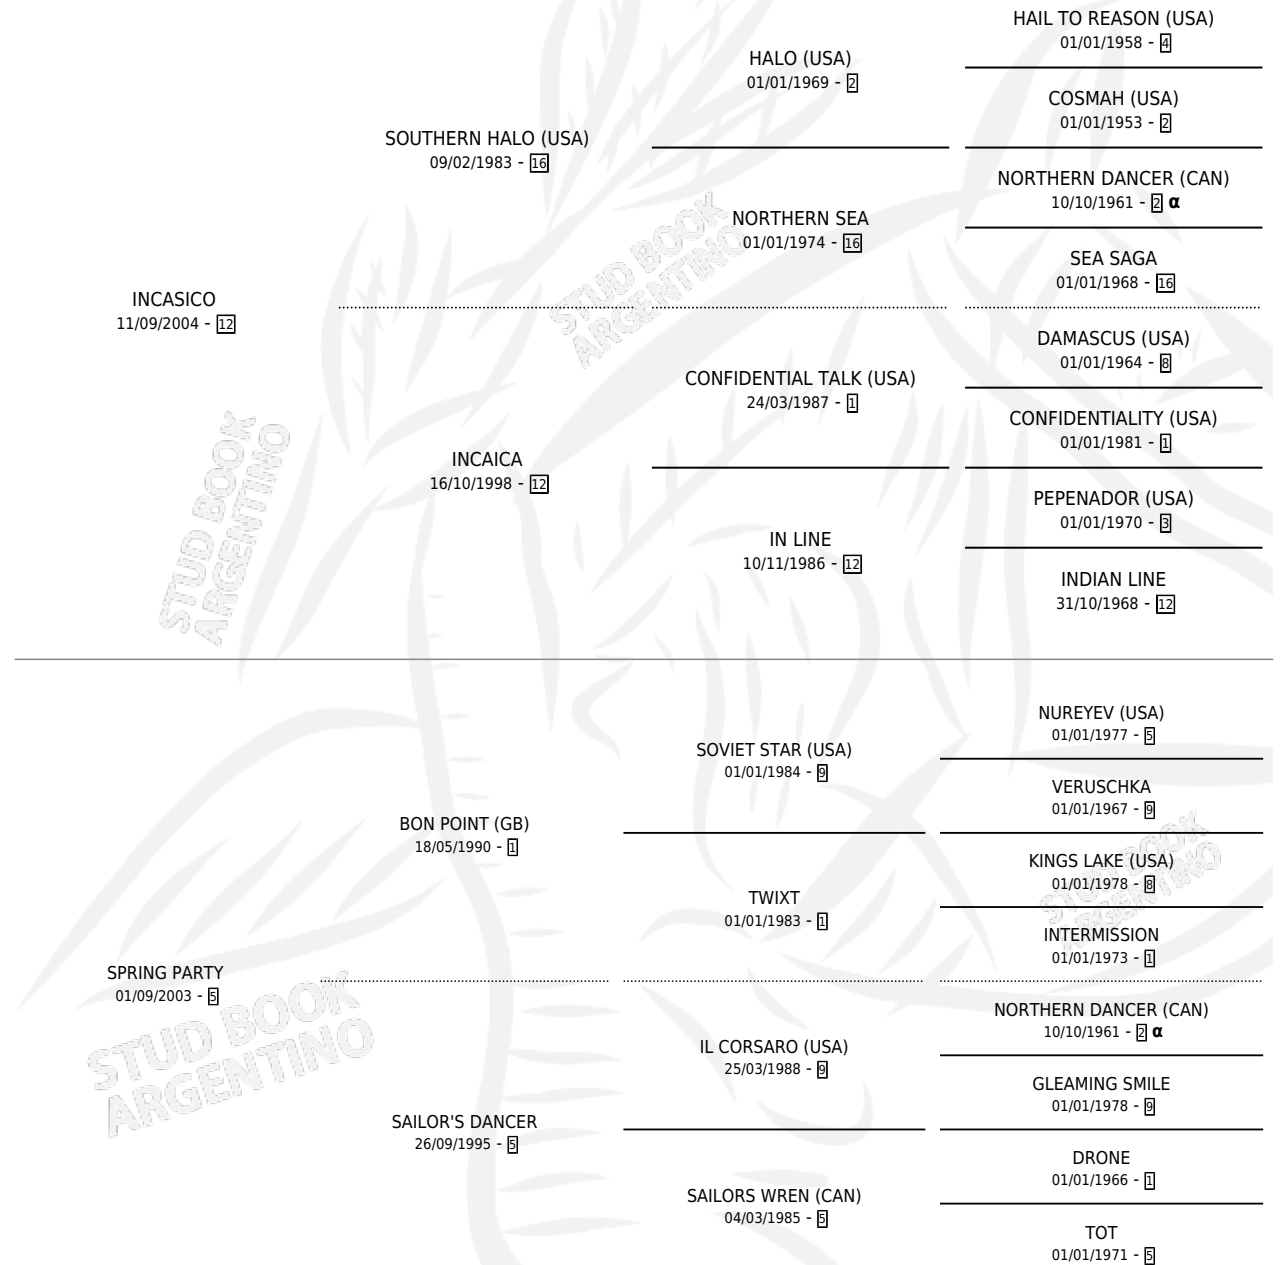 HAIL TO REASON (USA)
01/01/1958 - 4
HALO (USA)
01/01/1969 - 2
COSMAH (USA)
01/01/1953 - 2
SOUTHERN HALO (USA)
09/02/1983 - 16
NORTHERN DANCER (CAN)
10/10/1961 - 2 α
NORTHERN SEA
01/01/1974 - 16
SEA SAGA
01/01/1968 - 16
STUD BOOK
ARGENTINO
INCASICO
11/09/2004 - 12
DAMASCUS (USA)
01/01/1964 - 8
CONFIDENTIAL TALK (USA)
24/03/1987 - 1
CONFIDENTIALITY (USA)
01/01/1981 - 1
INCAICA
16/10/1998 - 12
PEPENADOR (USA)
01/01/1970 - 3
IN LINE
10/11/1986 - 12
INDIAN LINE
31/10/1968 - 12
STUD BOOK
ARGENTINO
NUREYEV (USA)
01/01/1977 - 5
SOVIET STAR (USA)
01/01/1984 - 9
VERUSCHKA
01/01/1967 - 9
BON POINT (GB)
18/05/1990 - 1
KINGS LAKE (USA)
01/01/1978 - 8
STUD BOOK
ARGENTINO
TWIXT
01/01/1983 - 1
INTERMISSION
01/01/1973 - 1
SPRING PARTY
01/09/2003 - 5
STUD BOOK
ARGENTINO
NORTHERN DANCER (CAN)
10/10/1961 - 2 α
IL CORSARO (USA)
25/03/1988 - 9
GLEAMING SMILE
01/01/1978 - 9
SAILOR'S DANCER
26/09/1995 - 5
DRONE
01/01/1966 - 1
SAILORS WREN (CAN)
04/03/1985 - 5
TOT
01/01/1971 - 5